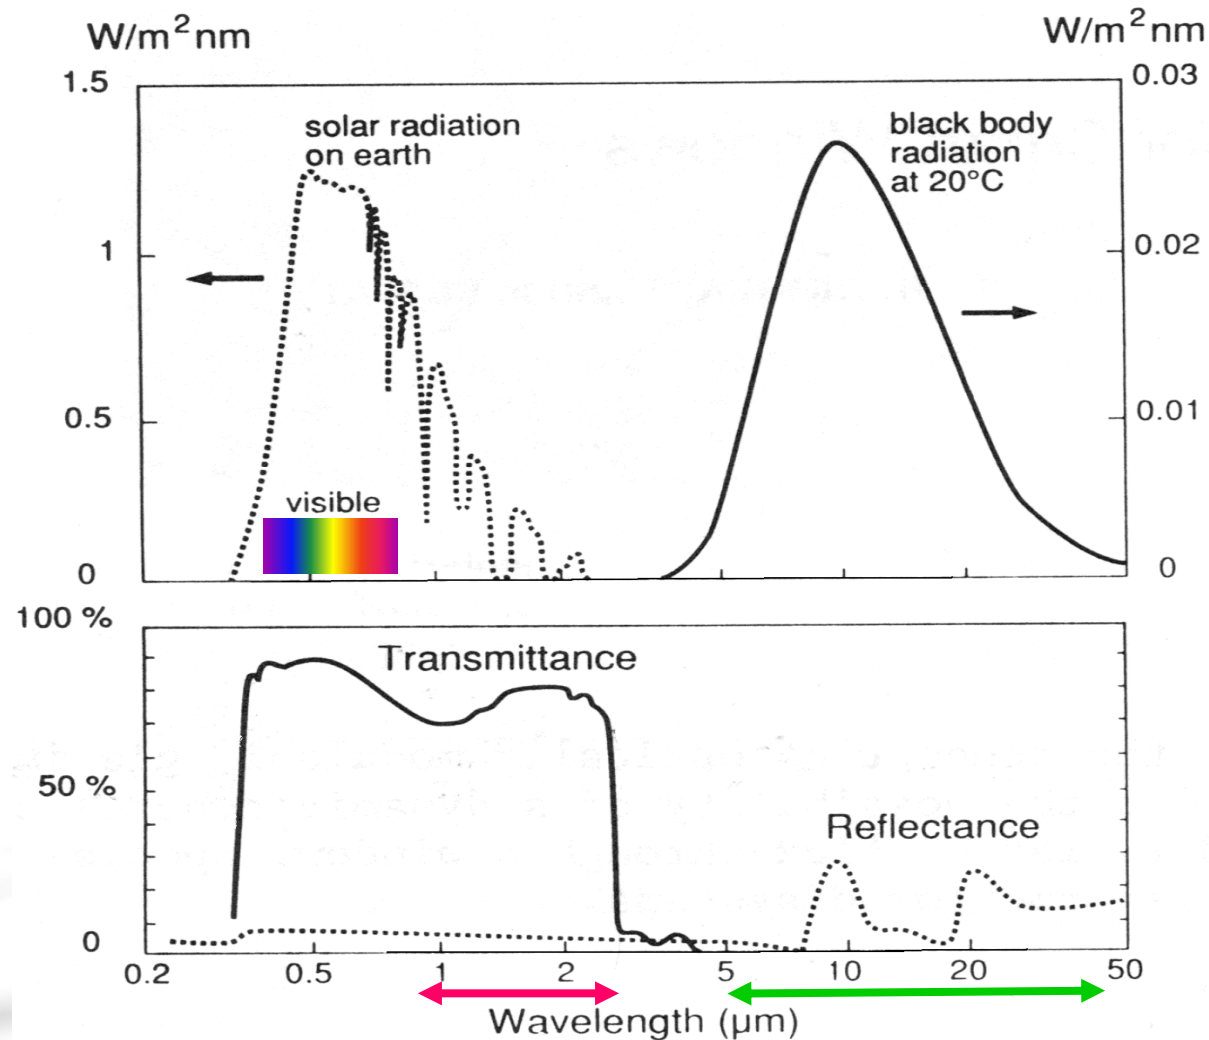 W/m²nm
W/m²nm
1.5
0.03
solar radiation
on earth
black body
radiation
at 20°C
1
0.02
0.5
0.01
visible
0
0
100 %
Transmittance
50 %
Reflectance
0
0.2 0.5 1 2 5 10 20 50
Wavelength (µm)